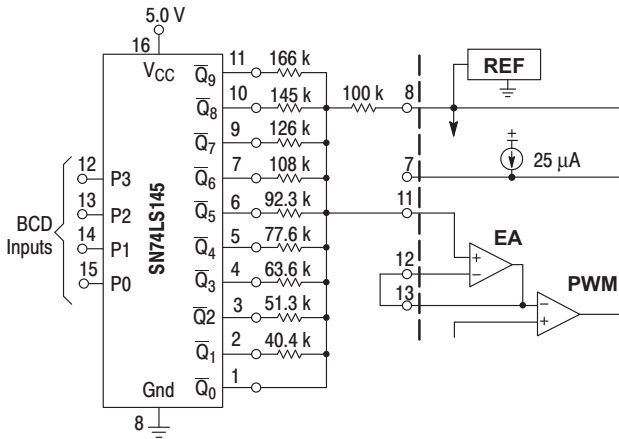 5.0 V
16
V_CC
SN74LS145
BCD
Inputs
12 P3
13 P2
14 P1
15 P0
Gnd
8
Q̅9 11 166 k
Q̅8 10 145 k
Q̅7 9 126 k
Q̅6 7 108 k
Q̅5 6 92.3 k
Q̅4 5 77.6 k
Q̅3 4 63.6 k
Q̅2 3 51.3 k
Q̅1 2 40.4 k
Q̅0 1
100 k 8
REF
7 25 μA
11
+
EA
12 −
13
− PWM
+